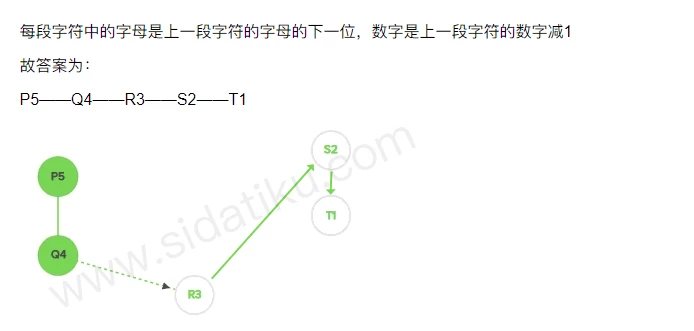 每段字符中的字母是上一段字符的字母的下一位，数字是上一段字符的数字减1
故答案为：
P5——Q4——R3——S2——T1
S2
P5
T1
Q4
R3
www.sidatiku.com